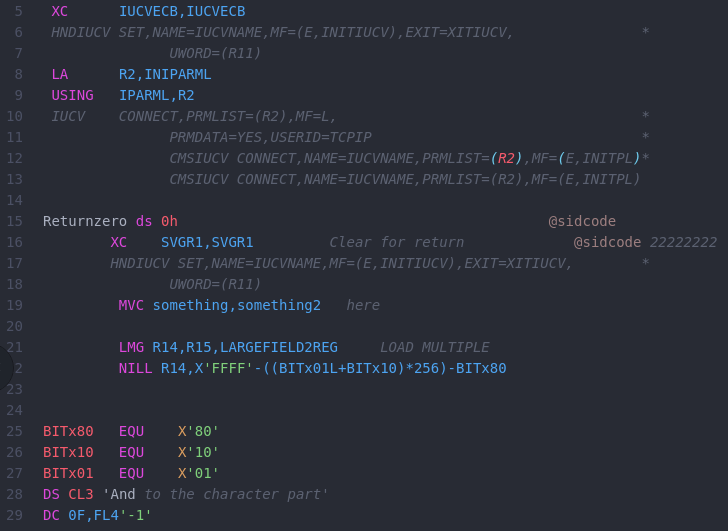 5 XC IUCVECB,IUCVECB
6 HNDIUCV SET,NAME=IUCVNAME,MF=(E,INITIUCV),EXIT=XITIUCV, *
7 UWORD=(R11)
8 LA R2,INIPARML
9 USING IPARML,R2
10 IUCV CONNECT,PRMLIST=(R2),MF=L, *
11 PRMDATA=YES,USERID=TCPIP *
12 CMSIUCV CONNECT,NAME=IUCVNAME,PRMLIST=(R2),MF=(E,INITPL)*
13 CMSIUCV CONNECT,NAME=IUCVNAME,PRMLIST=(R2),MF=(E,INITPL)
14
15 Returnzero ds 0h @sidcode
16 XC SVGR1,SVGR1 Clear for return @sidcode 22222222
17 HNDIUCV SET,NAME=IUCVNAME,MF=(E,INITIUCV),EXIT=XITIUCV, *
18 UWORD=(R11)
19 MVC something,something2 here
20
21 LMG R14,R15,LARGEFIELD2REG LOAD MULTIPLE
22 NILL R14,X'FFFF'-((BITx01L+BITx10)*256)-BITx80
23
24
25 BITx80 EQU X'80'
26 BITx10 EQU X'10'
27 BITx01 EQU X'01'
28 DS CL3 'And to the character part'
29 DC 0F,FL4'-1'